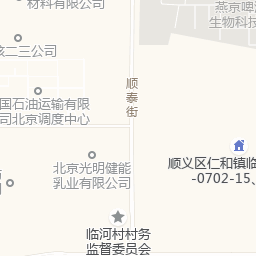 材料有限公司
燕京啤
生物科技
核二三公司
顺泰街
国石油运输有限
司北京调度中心
北京光明健能
乳业有限公司
顺义区仁和镇临
-0702-15、
临河村村务
监督委员会